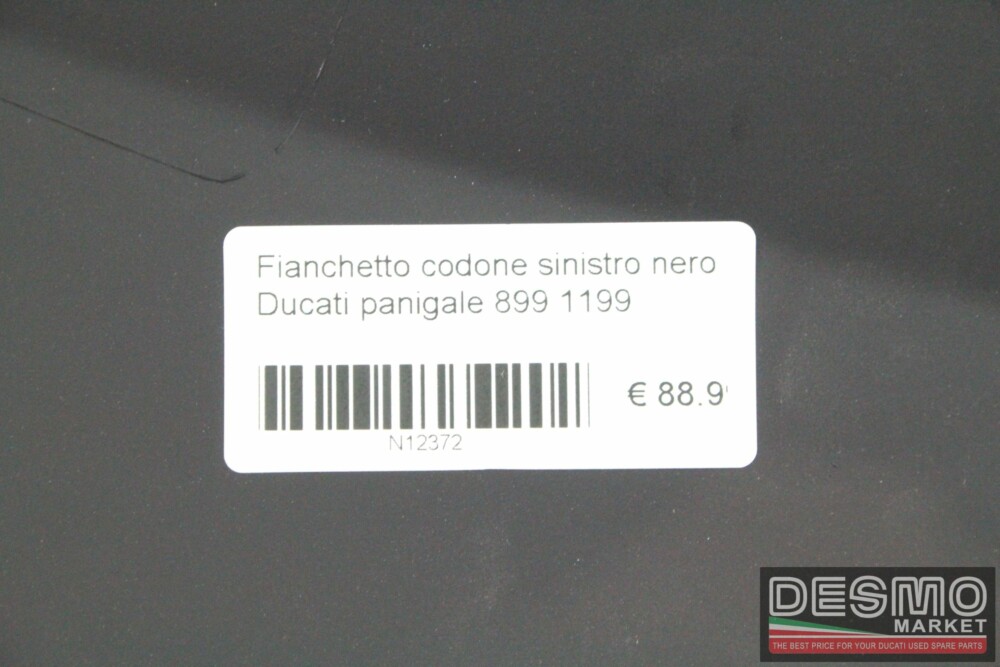 Fianchetto codone sinistro nero
Ducati panigale 899 1199
€ 88.9
N12372
DESMO
MARKET
THE BEST PRICE FOR YOUR DUCATI USED SPARE PARTS